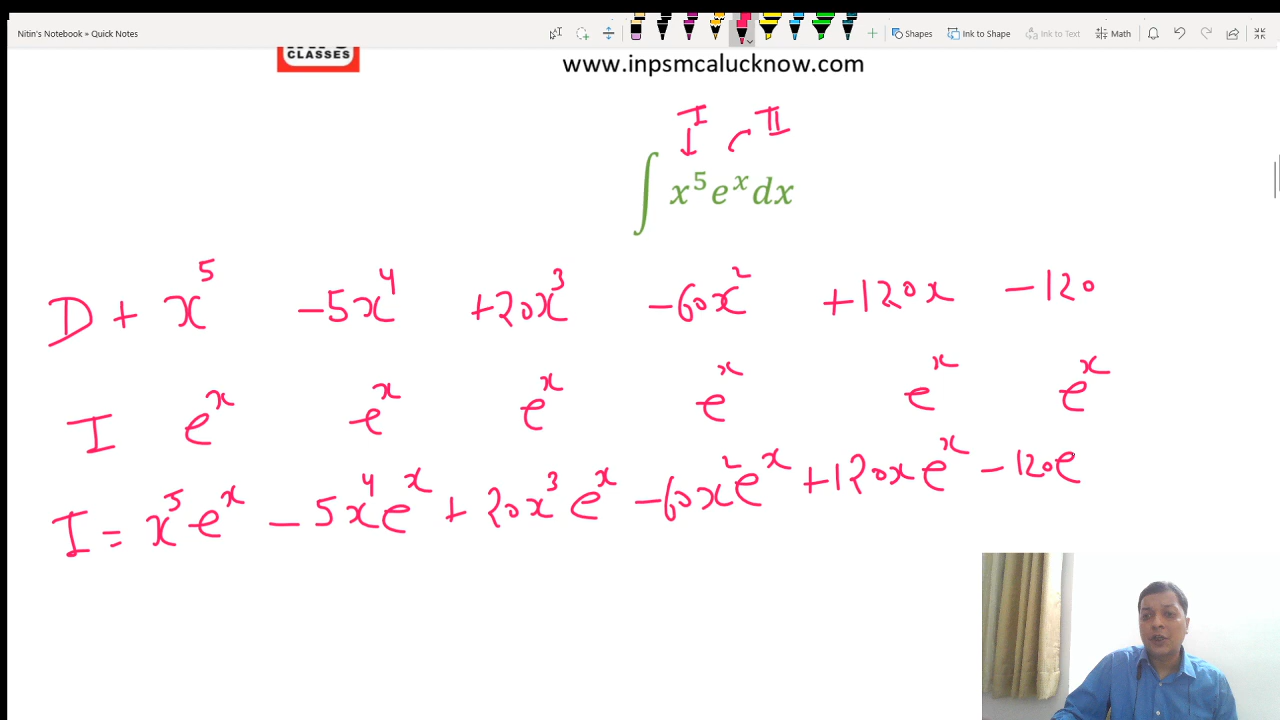 Nitin's Notebook » Quick Notes
Shapes Ink to Shape Ink to Text Math
CLASSES
www.inpsmcalucknow.com
I II
∫ x⁵eˣdx
D + x⁵ -5x⁴ +20x³ -60x² +120x -120
I eˣ eˣ eˣ eˣ eˣ eˣ
I = x⁵eˣ - 5x⁴eˣ + 20x³eˣ - 60x²eˣ + 120xeˣ - 120e